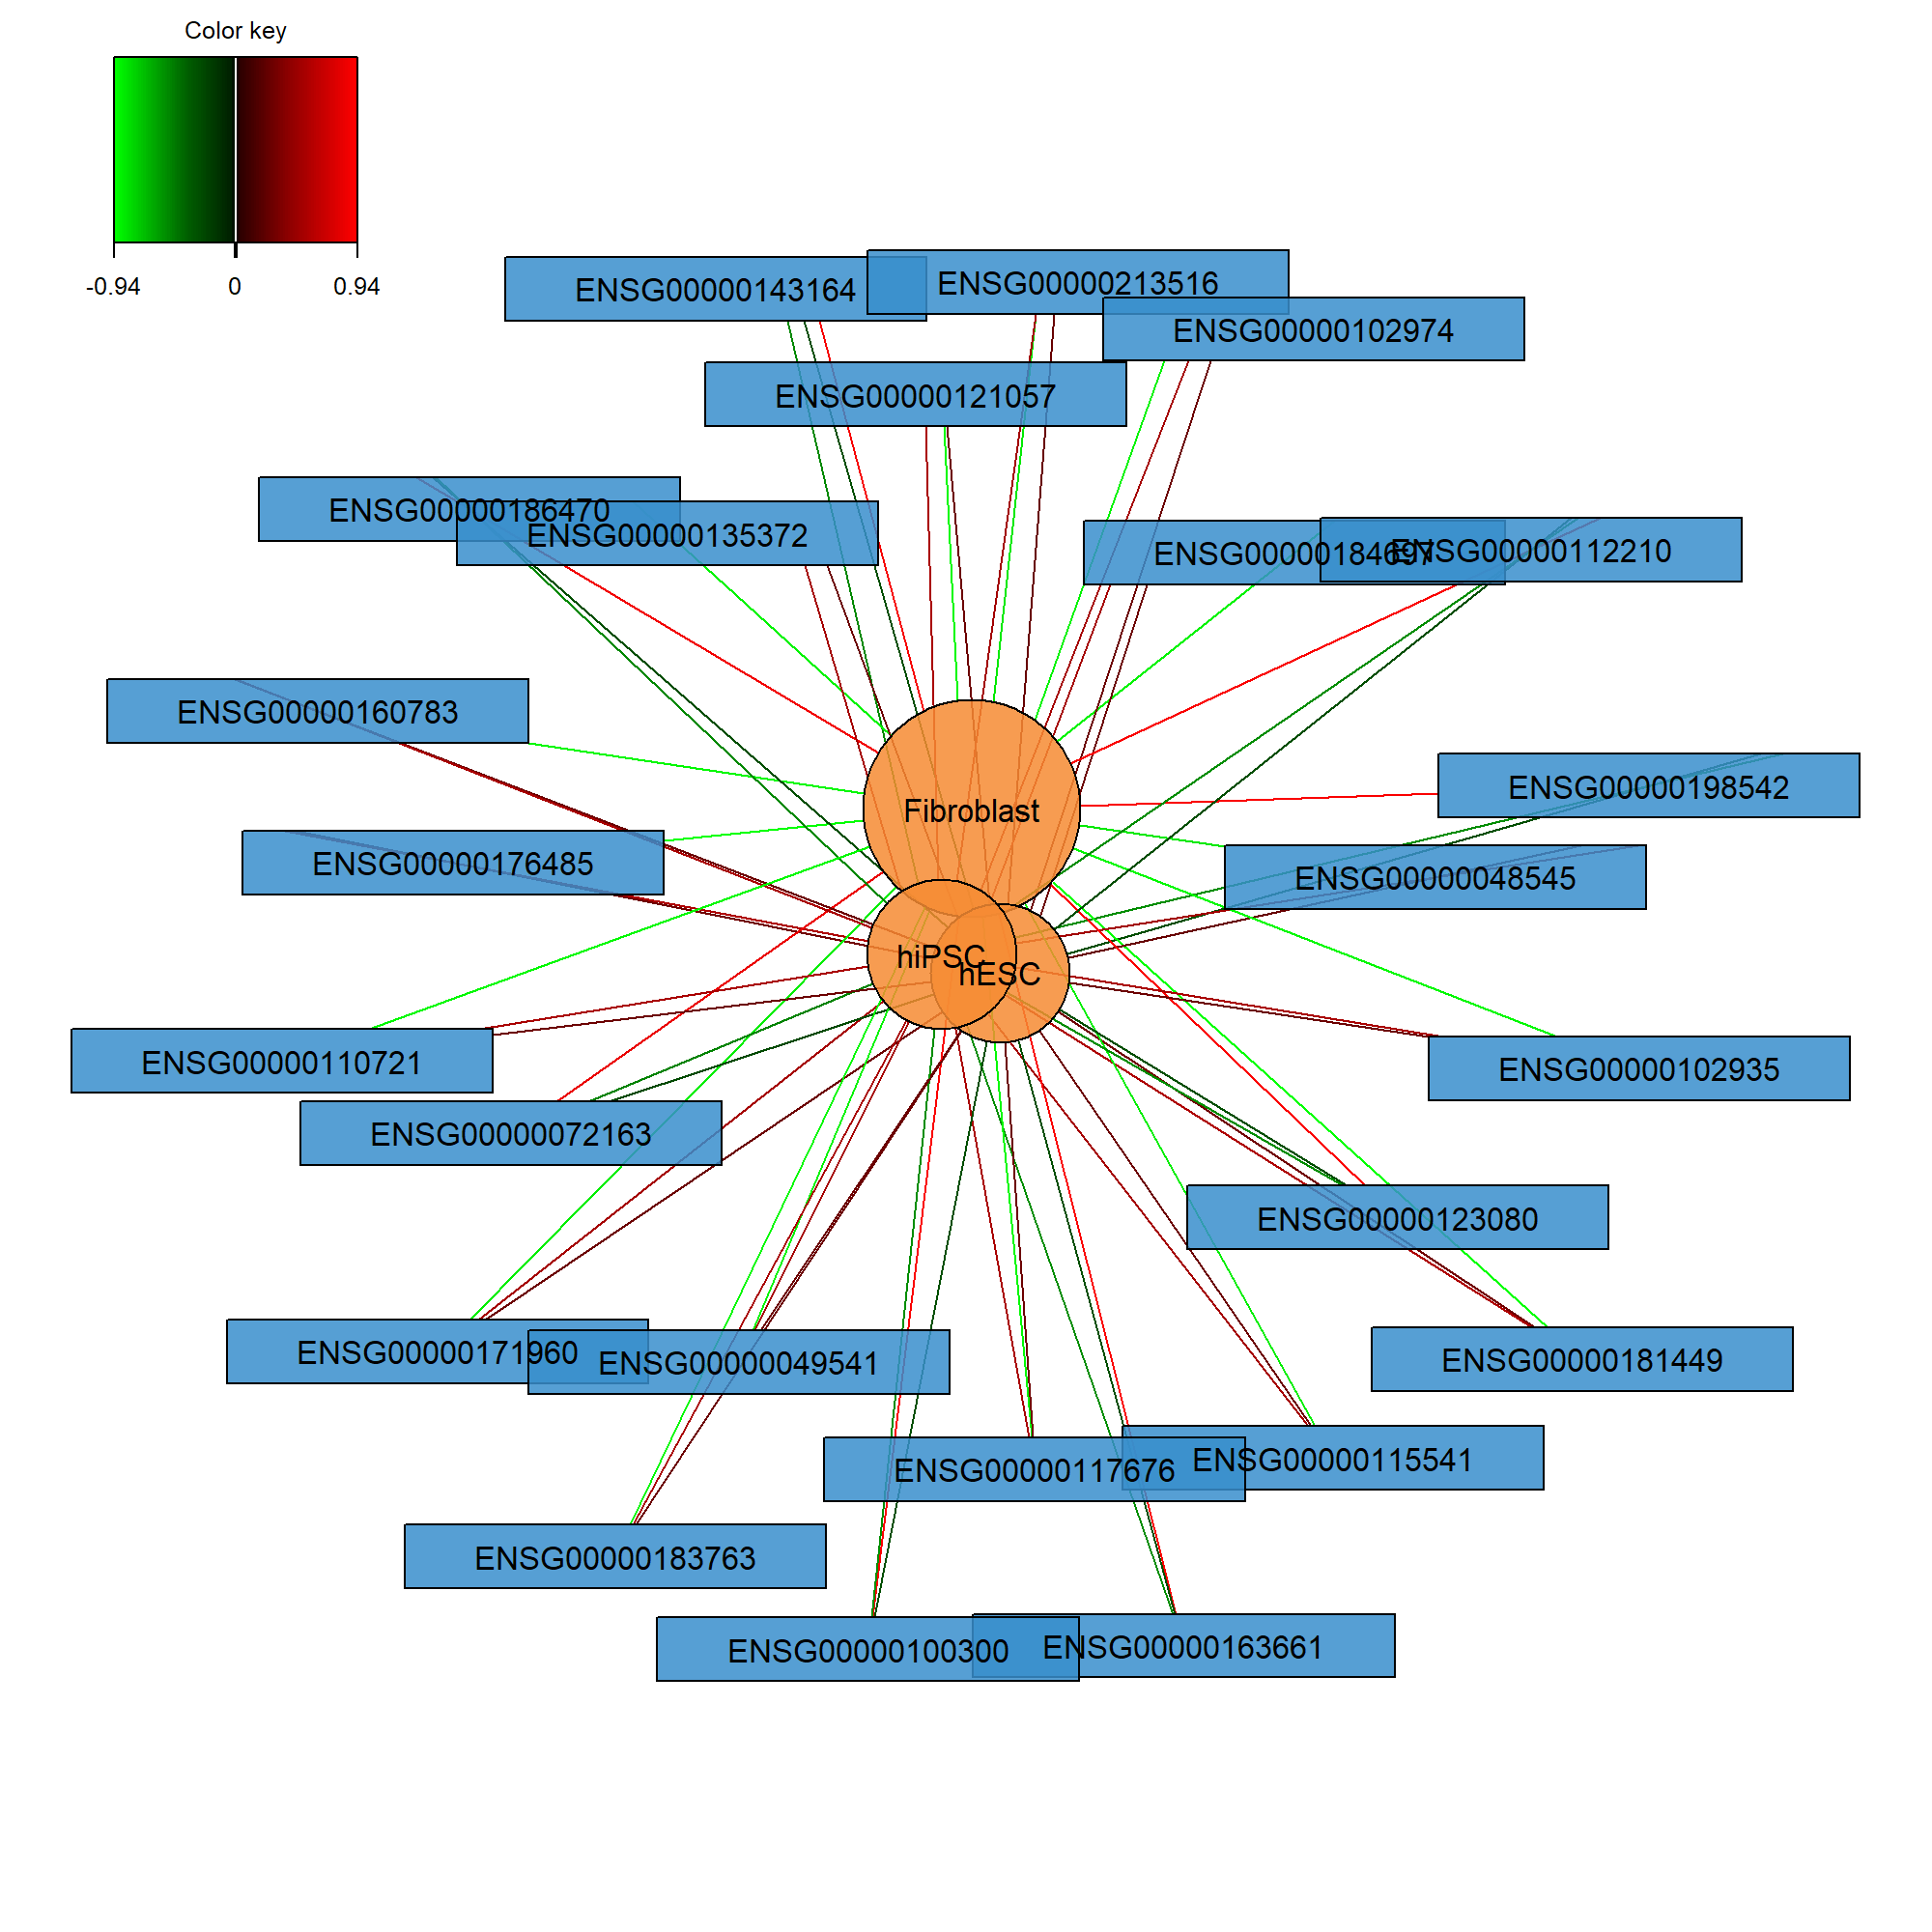 Color key
-0.94 0 0.94
ENSG00000143164
ENSG00000213516
ENSG00000102974
ENSG00000121057
ENSG00000186470
ENSG00000135372
ENSG00000184697
ENSG00000112210
ENSG00000160783
ENSG00000198542
Fibroblast
ENSG00000176485
ENSG00000048545
hiPSC
hESC
ENSG00000110721
ENSG00000102935
ENSG00000072163
ENSG00000123080
ENSG00000171960
ENSG00000049541
ENSG00000181449
ENSG00000117676
ENSG00000115541
ENSG00000183763
ENSG00000100300
ENSG00000163661